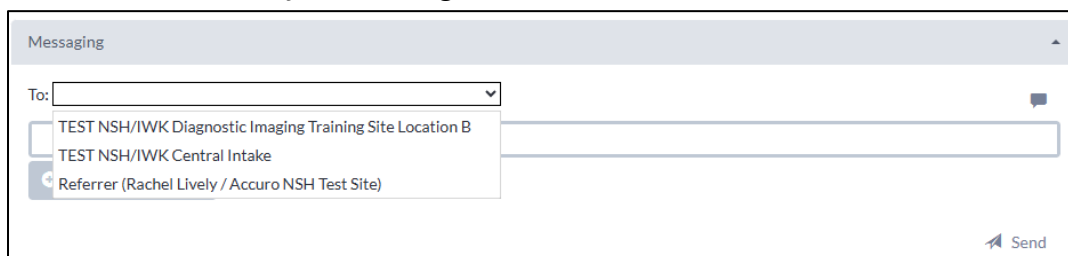 Messaging
To:
TEST NSH/IWK Diagnostic Imaging Training Site Location B
TEST NSH/IWK Central Intake
Referrer (Rachel Lively / Accuro NSH Test Site)
Send